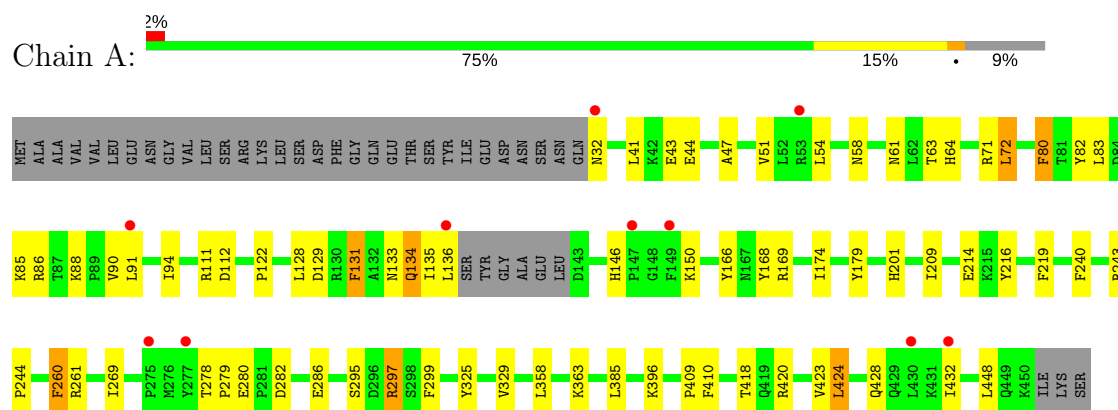 2%
Chain A:
75% 15% • 9%
MET ALA ALA VAL VAL LEU GLU ASN GLY VAL LEU SER ARG LYS LEU SER ASP PHE GLY GLN GLU THR SER TYR ILE GLU ASP ASN SER ASN GLN N32 L41 K42 E43 E44 A47 V51 L52 R53 L54 N58 N61 L62 T63 H64 R71 L72 F80 T81 Y82 L83 D84
K85 R86 T87 K88 P89 V90 L91 I94 R111 D112 P122 L128 D129 R130 F131 A132 N133 Q134 I135 L136 SER TYR GLY ALA GLU LEU D143 H146 P147 G148 F149 K150 Y166 N167 Y168 R169 I174 Y179 H201 I209 E214 K215 Y216 F219 F240
P244 F260 R261 I269 P275 M276 Y277 T278 P279 E280 P281 D282 E286 S295 D296 R297 S298 F299 Y325 V329 L358 K363 L385 K396 P409 F410 T418 Q419 R420 V423 L424 Q428 Q429 L430 K431 I432 L448 Q449 K450 ILE LYS SER